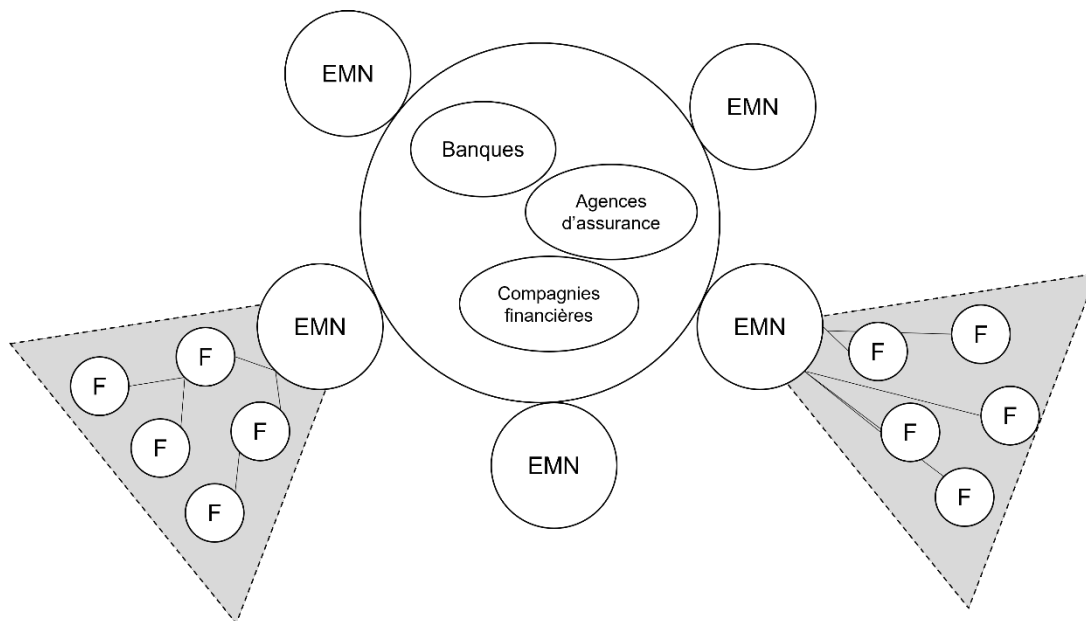 EMN
EMN
Banques
Agences
d’assurance
Compagnies
financières
EMN
EMN
F
F
F
F
F
F
F
F
F
F
EMN